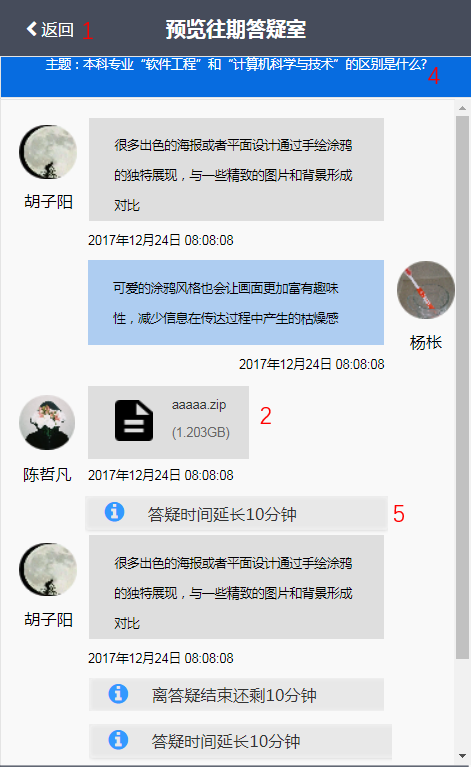 返回 1
预览往期答疑室
主题：本科专业“软件工程”和“计算机科学与技术”的区别是什么？
4
很多出色的海报或者平面设计通过手绘涂鸦
的独特展现，与一些精致的图片和背景形成
对比
胡子阳
2017年12月24日 08:08:08
可爱的涂鸦风格也会让画面更加富有趣味
性，减少信息在传达过程中产生的枯燥感
杨枨
2017年12月24日 08:08:08
aaaaa.zip
(1.203GB)
2
陈哲凡
2017年12月24日 08:08:08
答疑时间延长10分钟
5
很多出色的海报或者平面设计通过手绘涂鸦
的独特展现，与一些精致的图片和背景形成
对比
胡子阳
2017年12月24日 08:08:08
离答疑结束还剩10分钟
答疑时间延长10分钟